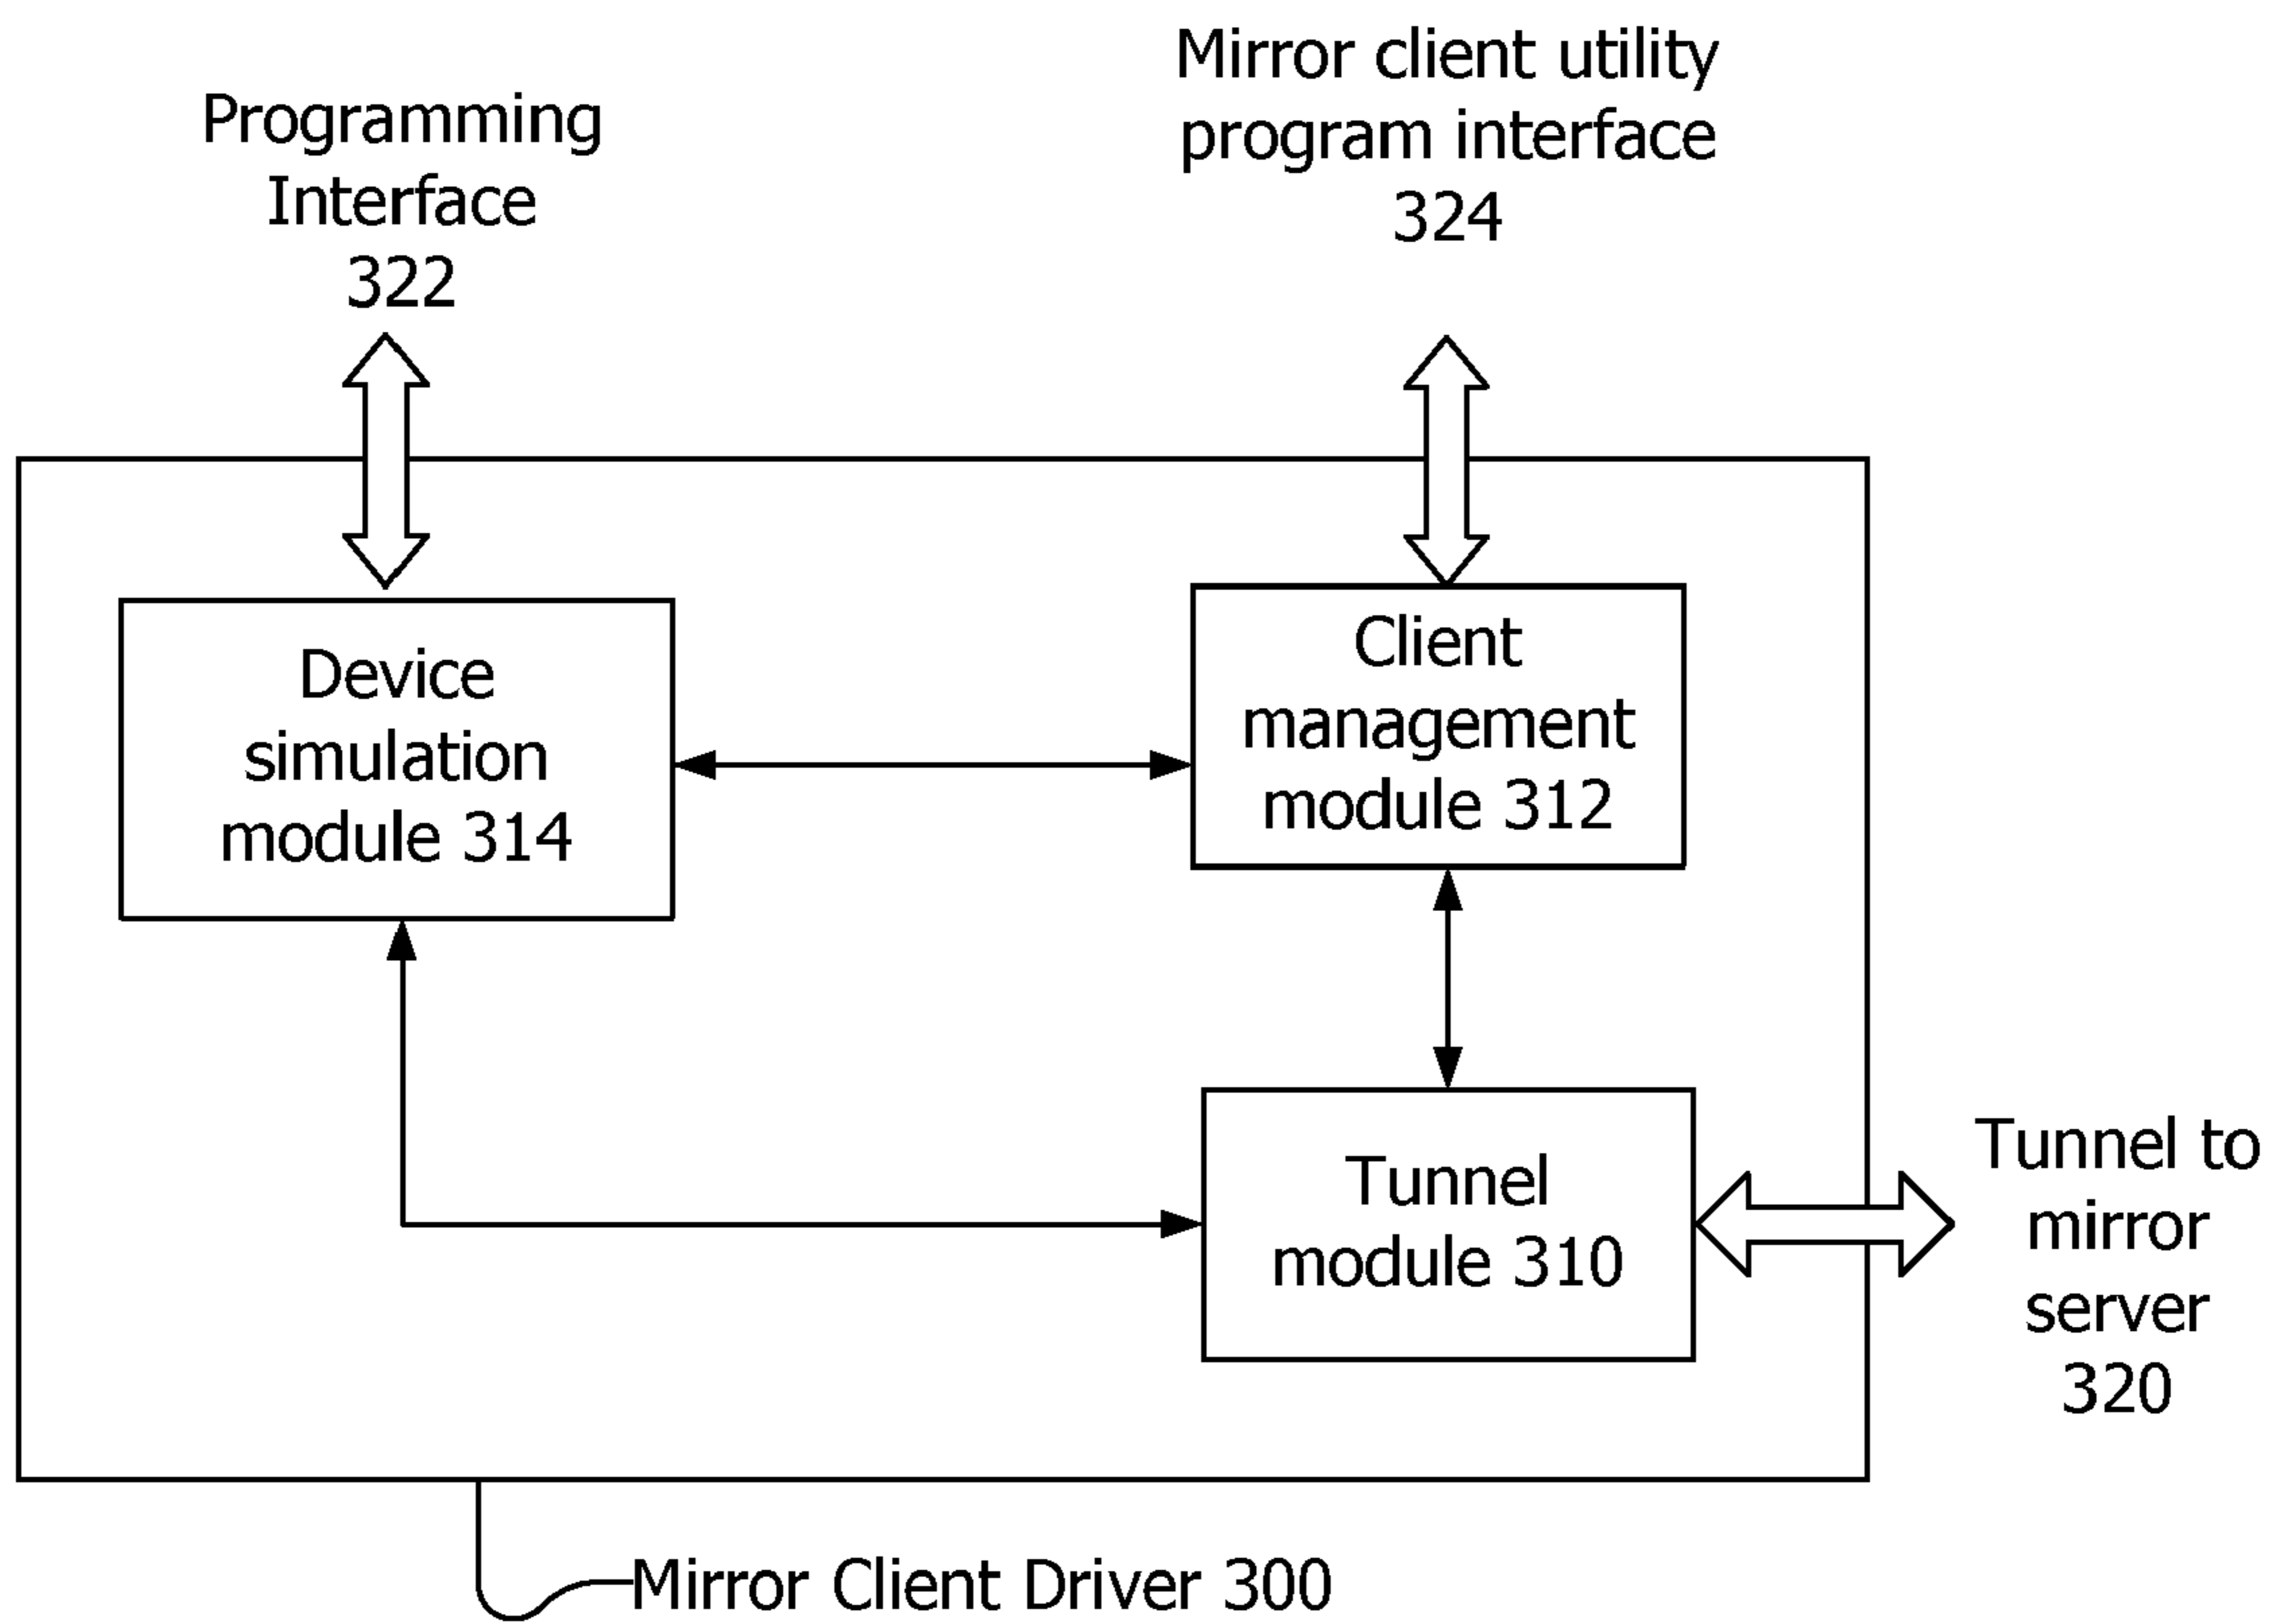 Programming
Interface
322
Mirror client utility
program interface
324
Device
simulation
module 314
Client
management
module 312
Tunnel
module 310
Tunnel to
mirror
server
320
Mirror Client Driver 300